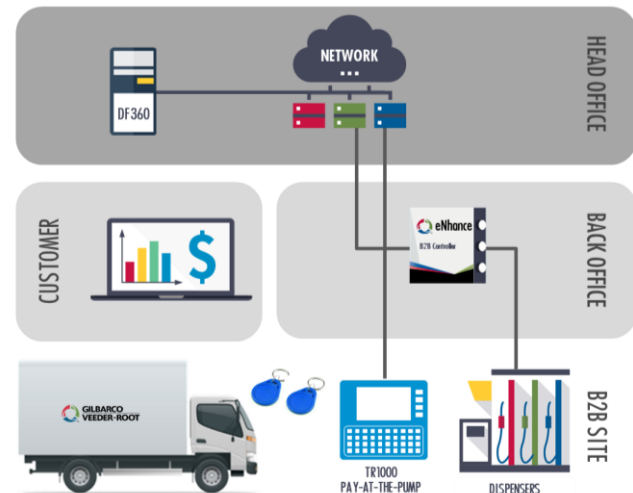 NETWORK
DF360
HEAD OFFICE
CUSTOMER
$
eNhance
B2B Controller
BACK OFFICE
GILBARCO
VEEDER-ROOT
TR1000
PAY-AT-THE-PUMP
DISPENSERS
B2B SITE